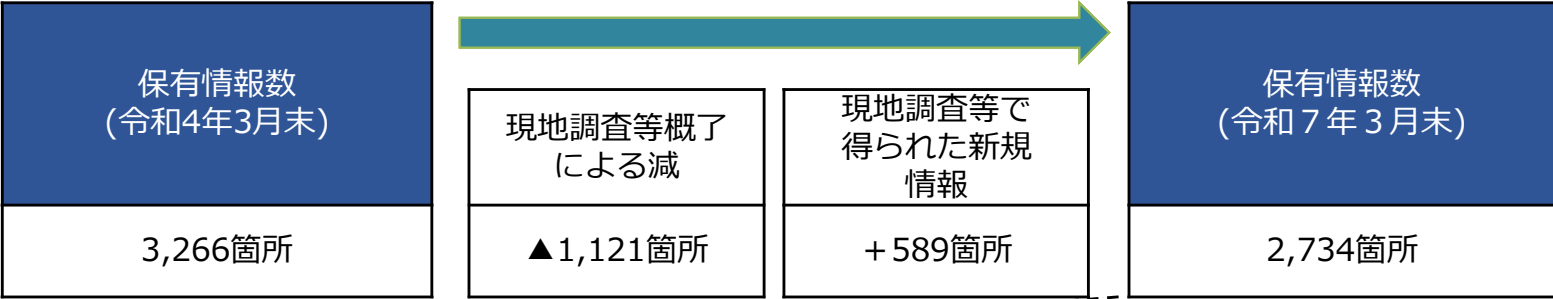 保有情報数
(令和4年3月末)
3,266箇所
現地調査等概了
による減
▲1,121箇所
現地調査等で
得られた新規
情報
＋589箇所
保有情報数
(令和７年３月末)
2,734箇所